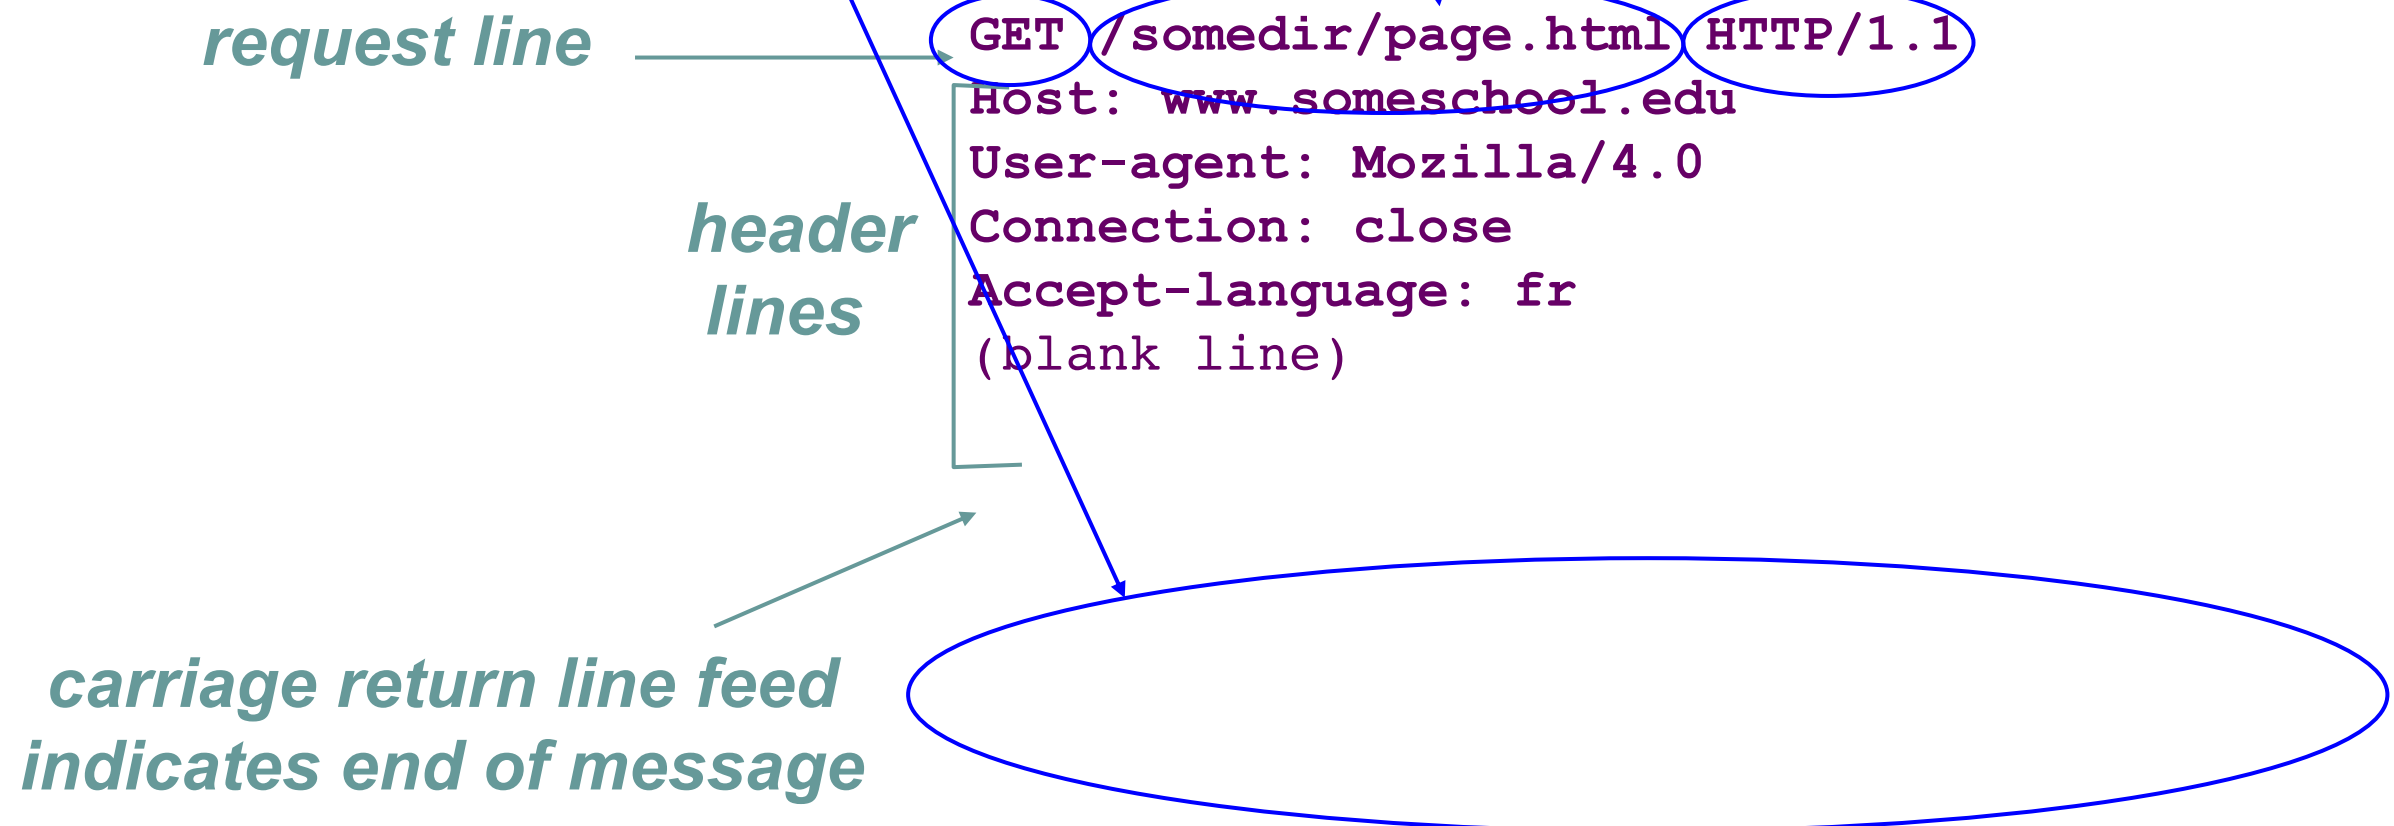 request line
GET /somedir/page.html HTTP/1.1
Host: www.someschool.edu
User-agent: Mozilla/4.0
Connection: close
Accept-language: fr
(blank line)
header
lines
carriage return line feed
indicates end of message